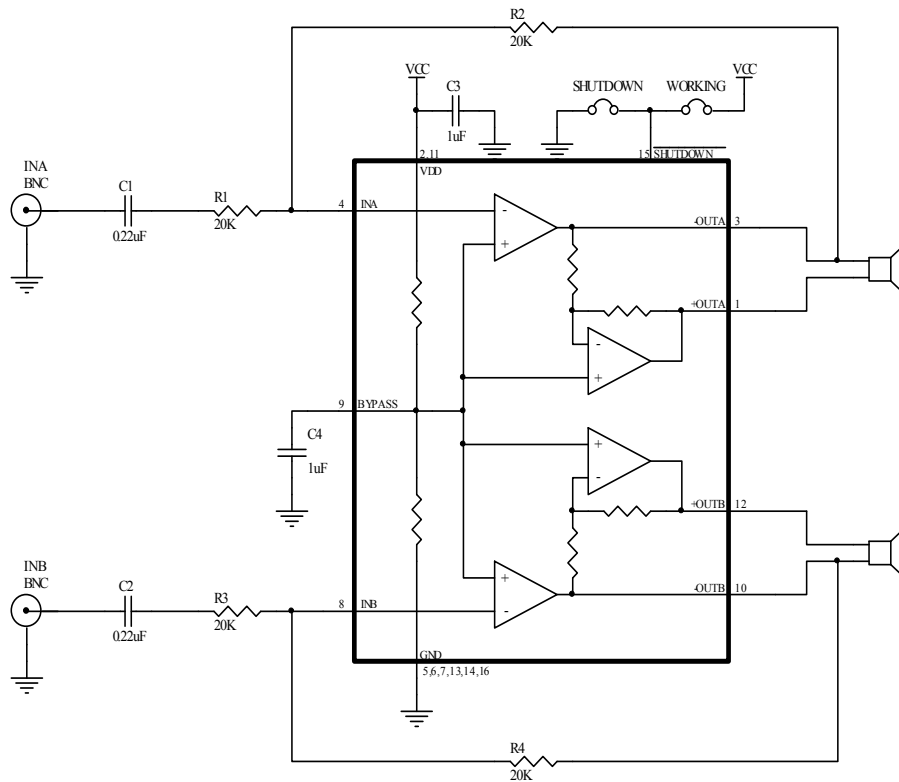 R2
20K
VCC
C3
1uF
SHUTDOWN
WORKING
VCC
2,11
VDD
15
SHUTDOWN
INA
BNC
C1
0.22uF
R1
20K
4
INA
-
+
-OUTA
3
+OUTA
1
-
+
9
BYPASS
C4
1uF
+
-
+OUTB
12
INB
BNC
C2
0.22uF
R3
20K
8
INB
+
-
-OUTB
10
GND
5,6,7,13,14,16
R4
20K